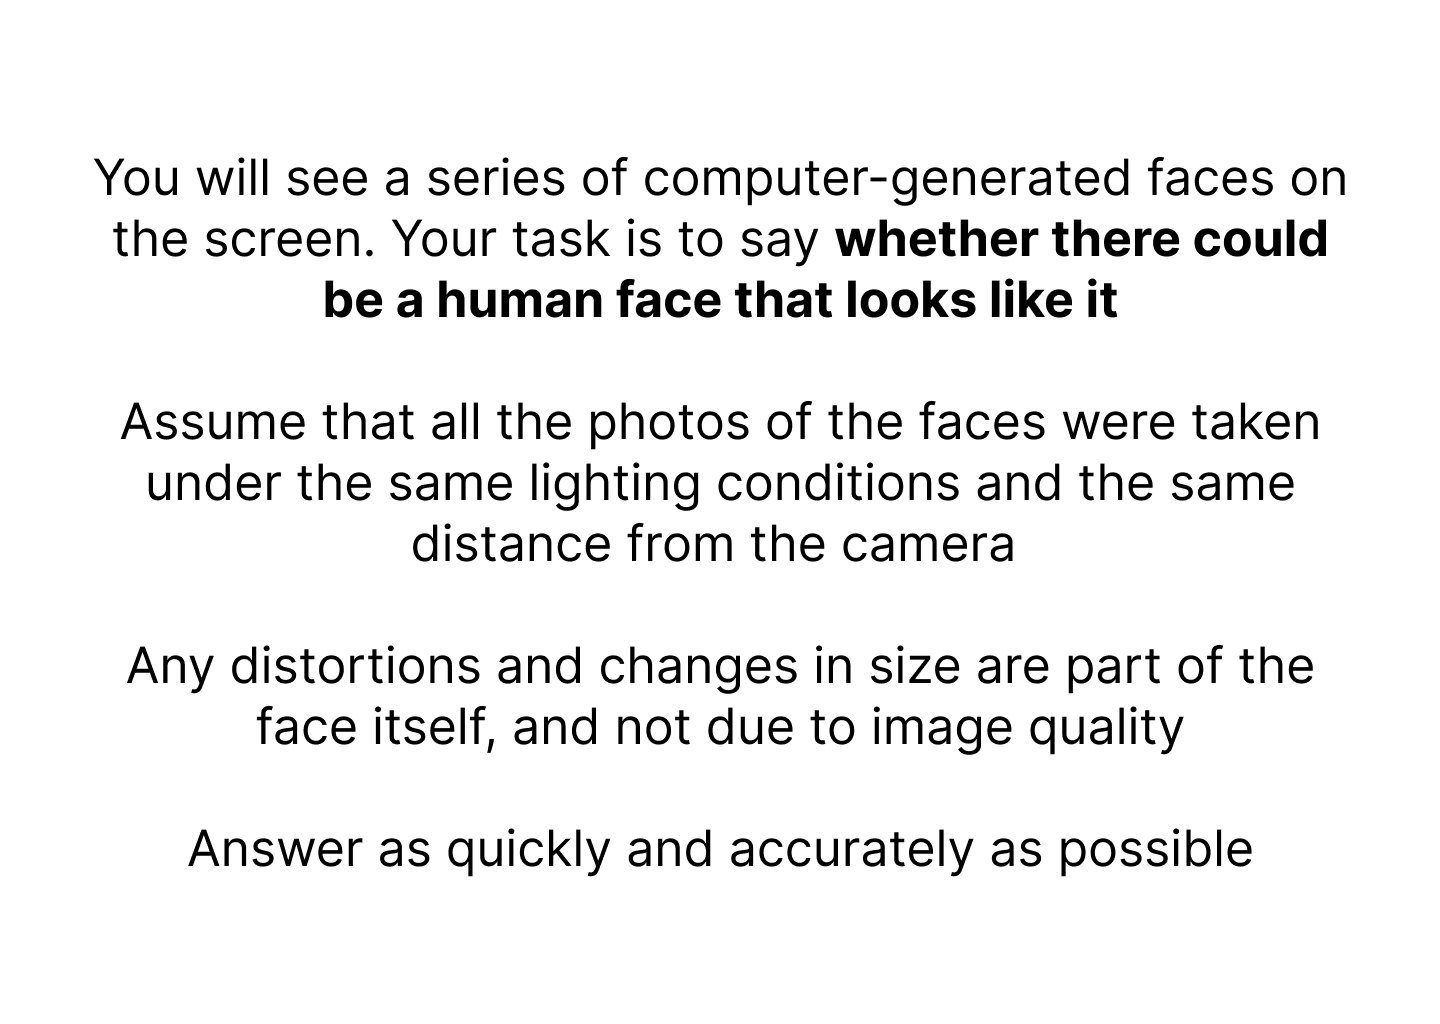 You will see a series of computer-generated faces on
the screen. Your task is to say whether there could
be a human face that looks like it
Assume that all the photos of the faces were taken
under the same lighting conditions and the same
distance from the camera
Any distortions and changes in size are part of the
face itself, and not due to image quality
Answer as quickly and accurately as possible